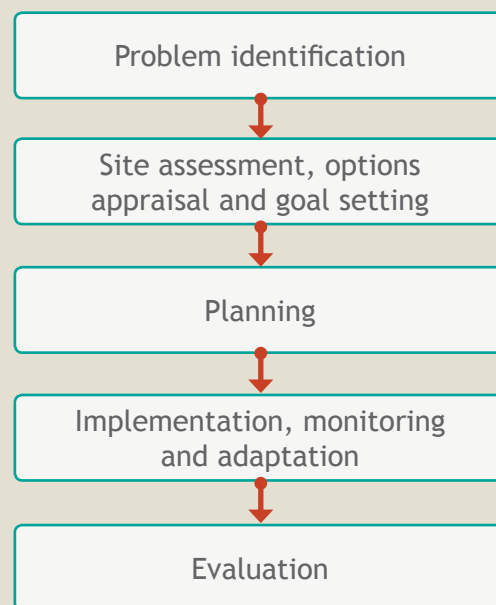 Problem identification
Site assessment, options
appraisal and goal setting
Planning
Implementation, monitoring
and adaptation
Evaluation